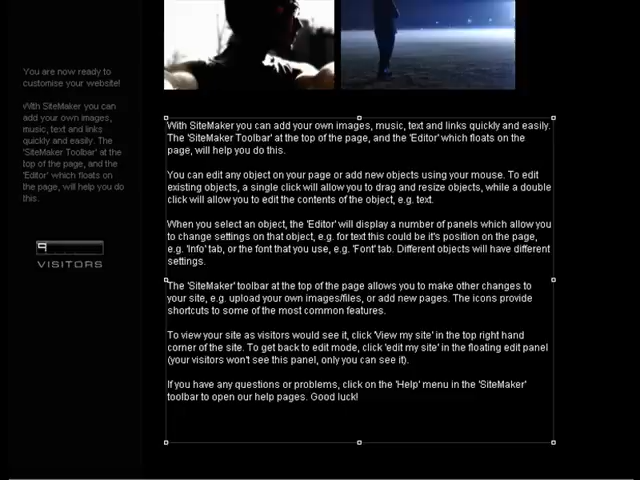 You are now ready to
customise your website!
With SiteMaker you can
add your own images,
music, text and links
quickly and easily. The
'SiteMaker Toolbar' at the
top of the page, and the
'Editor' which floats on
the page, will help you do
this.
9
VISITORS
With SiteMaker you can add your own images, music, text and links quickly and easily.
The 'SiteMaker Toolbar' at the top of the page, and the 'Editor' which floats on the
page, will help you do this.
You can edit any object on your page or add new objects using your mouse. To edit
existing objects, a single click will allow you to drag and resize objects, while a double
click will allow you to edit the contents of the object, e.g. text.
When you select an object, the 'Editor' will display a number of panels which allow you
to change settings on that object, e.g. for text this could be it's position on the page,
e.g. 'Info' tab, or the font that you use, e.g. 'Font' tab. Different objects will have different
settings.
The 'SiteMaker' toolbar at the top of the page allows you to make other changes to
your site, e.g. upload your own images/files, or add new pages. The icons provide
shortcuts to some of the most common features.
To view your site as visitors would see it, click 'View my site' in the top right hand
corner of the site. To get back to edit mode, click 'edit my site' in the floating edit panel
(your visitors won't see this panel, only you can see it).
If you have any questions or problems, click on the 'Help' menu in the 'SiteMaker'
toolbar to open our help pages. Good luck!